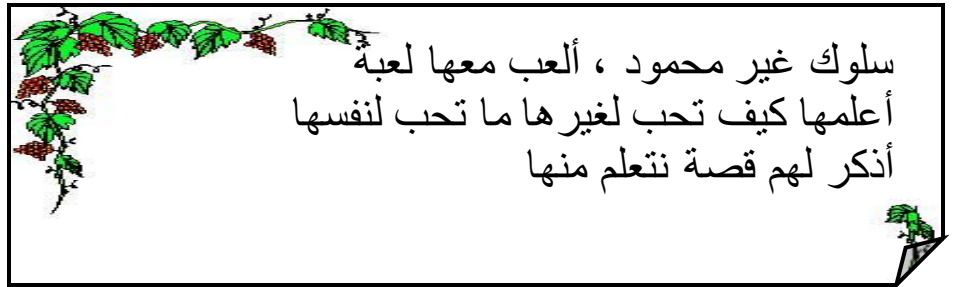 سلوك غير محمود ، ألعب معها لعبة
أعلمها كيف تحب لغيرها ما تحب لنفسها
أذكر لهم قصة نتعلم منها